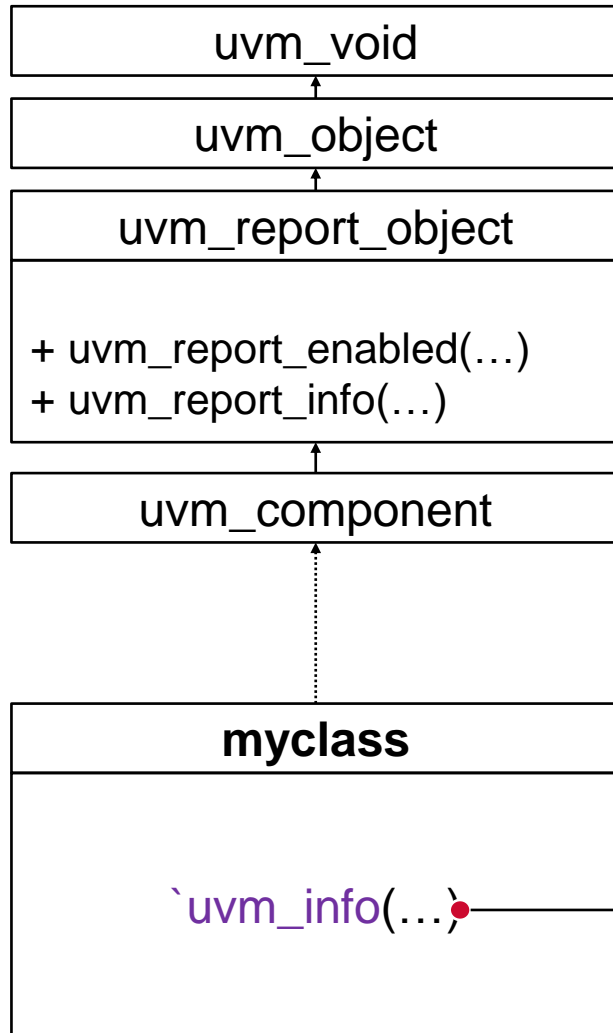 uvm_void
uvm_object
uvm_report_object
+ uvm_report_enabled(…)
+ uvm_report_info(…)
uvm_component
myclass
`uvm_info(…)